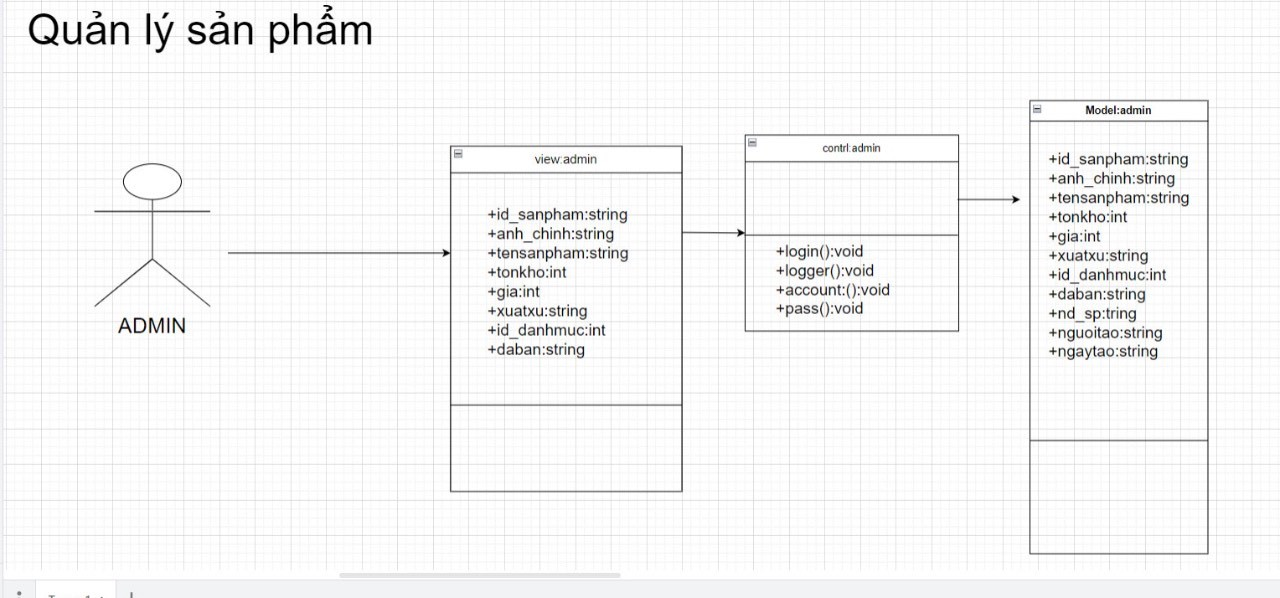 Quản lý sản phẩm
ADMIN
view:admin
+id_sanpham:string
+anh_chinh:string
+tensanpham:string
+tonkho:int
+gia:int
+xuatxu:string
+id_danhmuc:int
+daban:string
contrl:admin
+login():void
+logger():void
+account:():void
+pass():void
Model:admin
+id_sanpham:string
+anh_chinh:string
+tensanpham:string
+tonkho:int
+gia:int
+xuatxu:string
+id_danhmuc:int
+daban:string
+nd_sp:tring
+nguoitao:string
+ngaytao:string